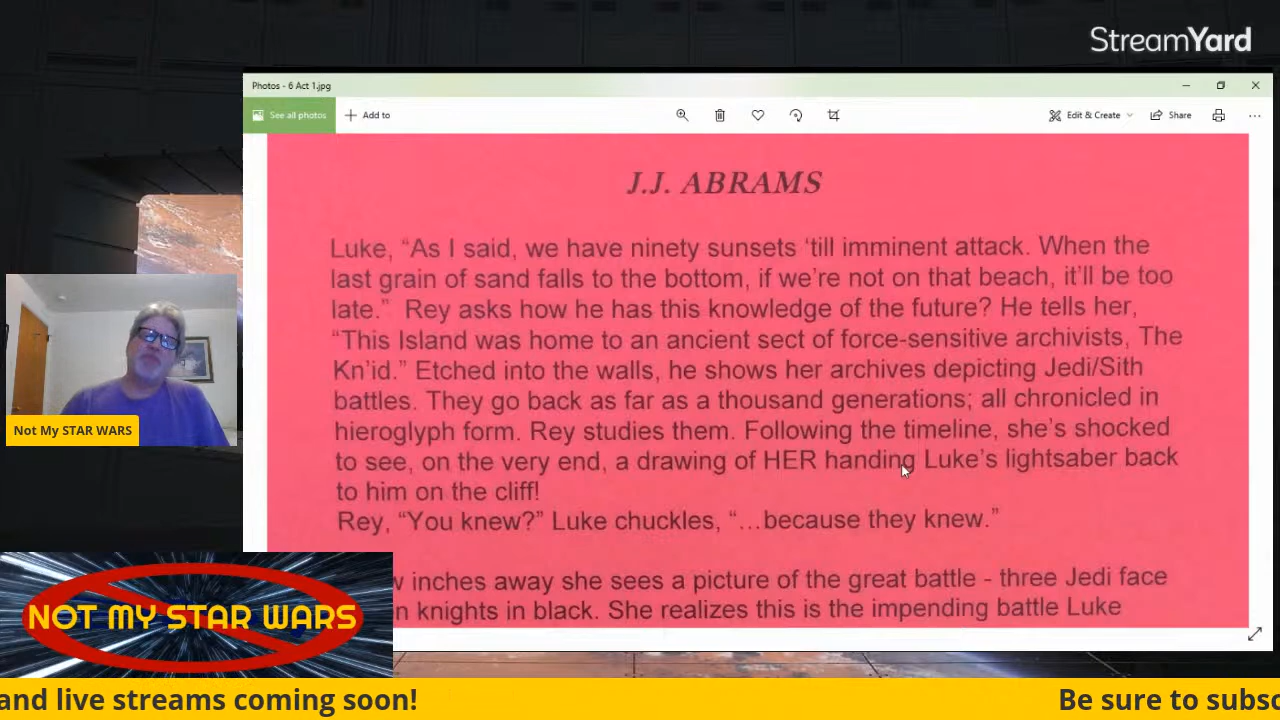 StreamYard
Photos - 6 Act 1.jpg
See all photos
Add to
Edit & Create
Share
J.J. ABRAMS
Luke, “As I said, we have ninety sunsets ‘till imminent attack. When the
last grain of sand falls to the bottom, if we’re not on that beach, it’ll be too
late.” Rey asks how he has this knowledge of the future? He tells her,
“This Island was home to an ancient sect of force-sensitive archivists, The
Kn’id.” Etched into the walls, he shows her archives depicting Jedi/Sith
battles. They go back as far as a thousand generations; all chronicled in
hieroglyph form. Rey studies them. Following the timeline, she’s shocked
to see, on the very end, a drawing of HER handing Luke’s lightsaber back
to him on the cliff!
Rey, “You knew?” Luke chuckles, “…because they knew.”
inches away she sees a picture of the great battle - three Jedi face
knights in black. She realizes this is the impending battle Luke
Not My STAR WARS
NOT MY STAR WARS
and live streams coming soon!
Be sure to subsc